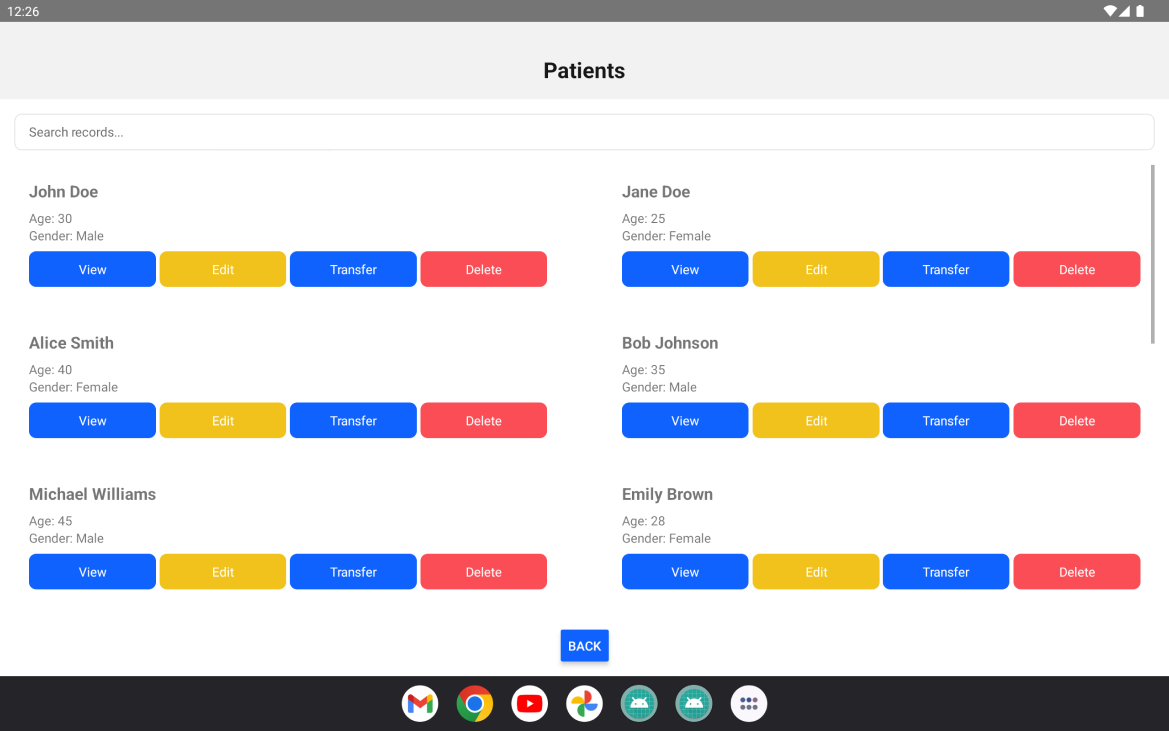 12:26
Patients
Search records...
John Doe
Age: 30
Gender: Male
View Edit Transfer Delete
Jane Doe
Age: 25
Gender: Female
View Edit Transfer Delete
Alice Smith
Age: 40
Gender: Female
View Edit Transfer Delete
Bob Johnson
Age: 35
Gender: Male
View Edit Transfer Delete
Michael Williams
Age: 45
Gender: Male
View Edit Transfer Delete
Emily Brown
Age: 28
Gender: Female
View Edit Transfer Delete
BACK